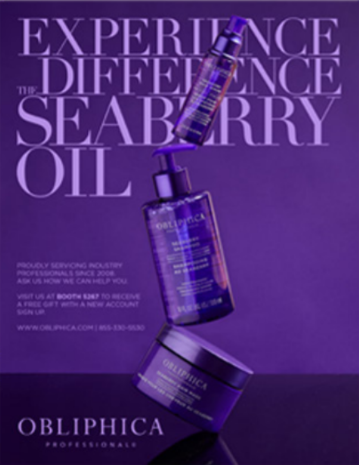 EXPERIENCE
THE DIFFERENCE
SEABERRY
OIL
PROUDLY SERVICING INDUSTRY
PROFESSIONALS SINCE 2008.
ASK US HOW WE CAN HELP YOU.
VISIT US AT BOOTH 5267 TO RECEIVE
A FREE GIFT WITH A NEW ACCOUNT
SIGN UP.
WWW.OBLIPHICA.COM | 855-330-5530
OBLIPHICA
SEABERRY
SHAMPOO
OBLIPHICA
OBLIPHICA
PROFESSIONAL®